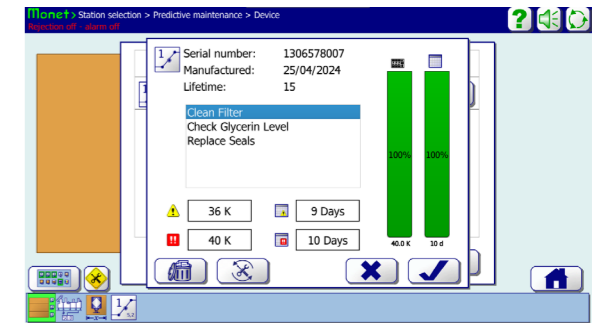 Monet> Station selection > Predictive maintenance > Device
Rejection off - alarm off
Serial number: 1306578007
Manufactured: 25/04/2024
Lifetime: 15
Clean Filter
Check Glycerin Level
Replace Seals
100% 100%
36 K 9 Days
40 K 10 Days
40.0 K 10 d